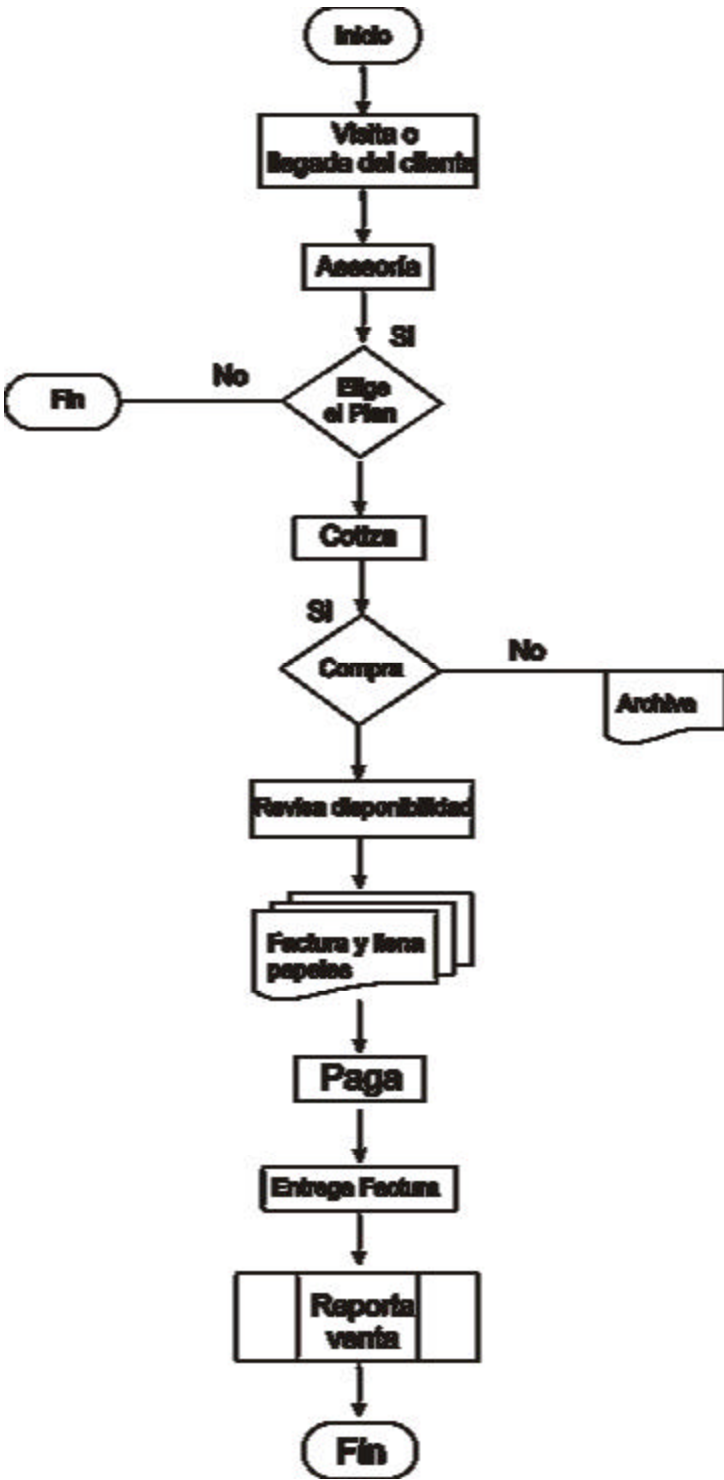 Inicio
Visita o
llegada del cliente
Asesoría
Si
No
Fin
Elige
el Plan
Cotiza
Si
Compra
No
Archiva
Revisa disponibilidad
Factura y llena
papeles
Paga
Entrega Factura
Reporta
venta
Fin